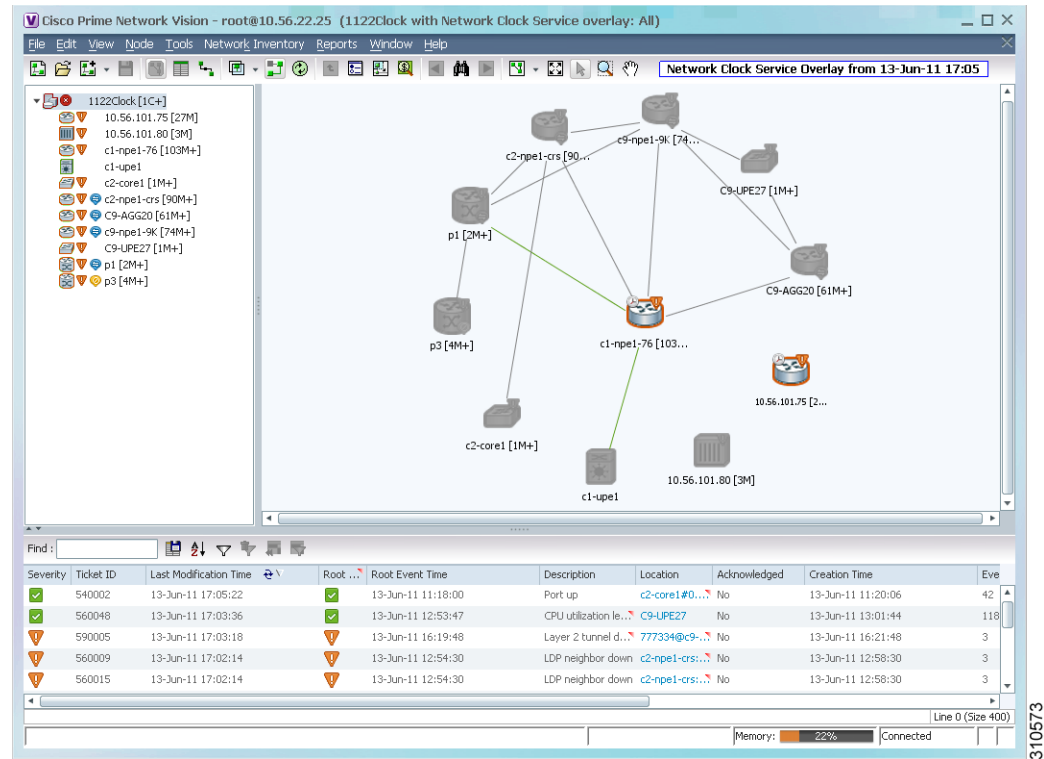 Cisco Prime Network Vision - root@10.56.22.25 (1122Clock with Network Clock Service overlay: All)
File Edit View Node Tools Network Inventory Reports Window Help
Network Clock Service Overlay from 13-Jun-11 17:05
1122Clock [1C+]
10.56.101.75 [27M]
10.56.101.80 [3M]
c1-npe1-76 [103M+]
c1-upe1
c2-core1 [1M+]
c2-npe1-crs [90M+]
C9-AGG20 [61M+]
c9-npe1-9K [74M+]
C9-UPE27 [1M+]
p1 [2M+]
p3 [4M+]
c9-npe1-9K [74...
c2-npe1-crs [90...
C9-UPE27 [1M+]
p1 [2M+]
C9-AGG20 [61M+]
p3 [4M+]
c1-npe1-76 [103...
10.56.101.75 [2...
c2-core1 [1M+]
10.56.101.80 [3M]
c1-upe1
Find :
Severity Ticket ID Last Modification Time Root ... Root Event Time Description Location Acknowledged Creation Time Eve
540002 13-Jun-11 17:05:22 13-Jun-11 11:18:00 Port up c2-core1#0... No 13-Jun-11 11:20:06 42
560048 13-Jun-11 17:03:36 13-Jun-11 12:53:47 CPU utilization le... C9-UPE27 No 13-Jun-11 13:01:44 118
590005 13-Jun-11 17:03:18 13-Jun-11 16:19:48 Layer 2 tunnel d... 777334@c9-... No 13-Jun-11 16:21:48 3
560009 13-Jun-11 17:02:14 13-Jun-11 12:54:30 LDP neighbor down c2-npe1-crs:... No 13-Jun-11 12:58:30 3
560015 13-Jun-11 17:02:14 13-Jun-11 12:54:30 LDP neighbor down c2-npe1-crs:... No 13-Jun-11 12:58:30 3
Line 0 (Size 400)
Memory: 22% Connected
310573